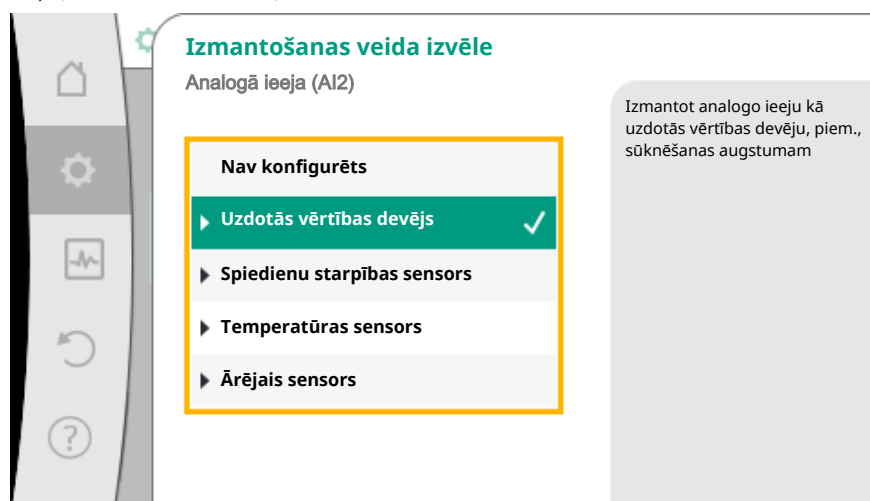 Izmantošanas veida izvēle
Analogā ieeja (AI2)
Nav konfigurēts
Uzdotās vērtības devējs
Spiedienu starpības sensors
Temperatūras sensors
Ārējais sensors
Izmantot analogo ieeju kā
uzdotās vērtības devēju, piem.,
sūknēšanas augstumam
?